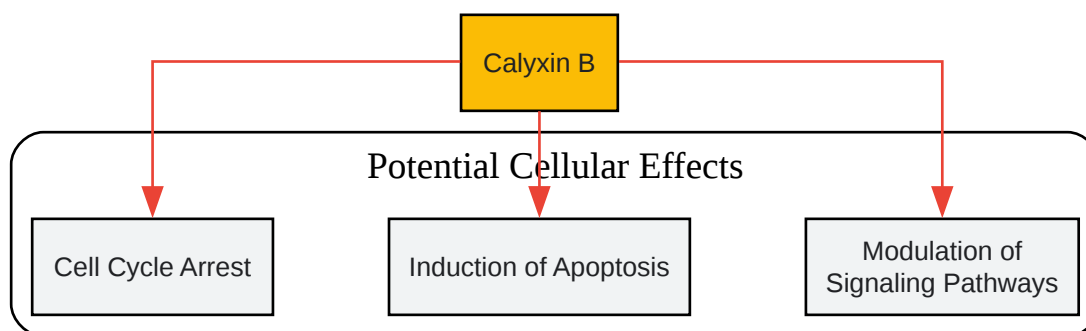 Calyxin B
Potential Cellular Effects
Cell Cycle Arrest
Induction of Apoptosis
Modulation of
Signaling Pathways